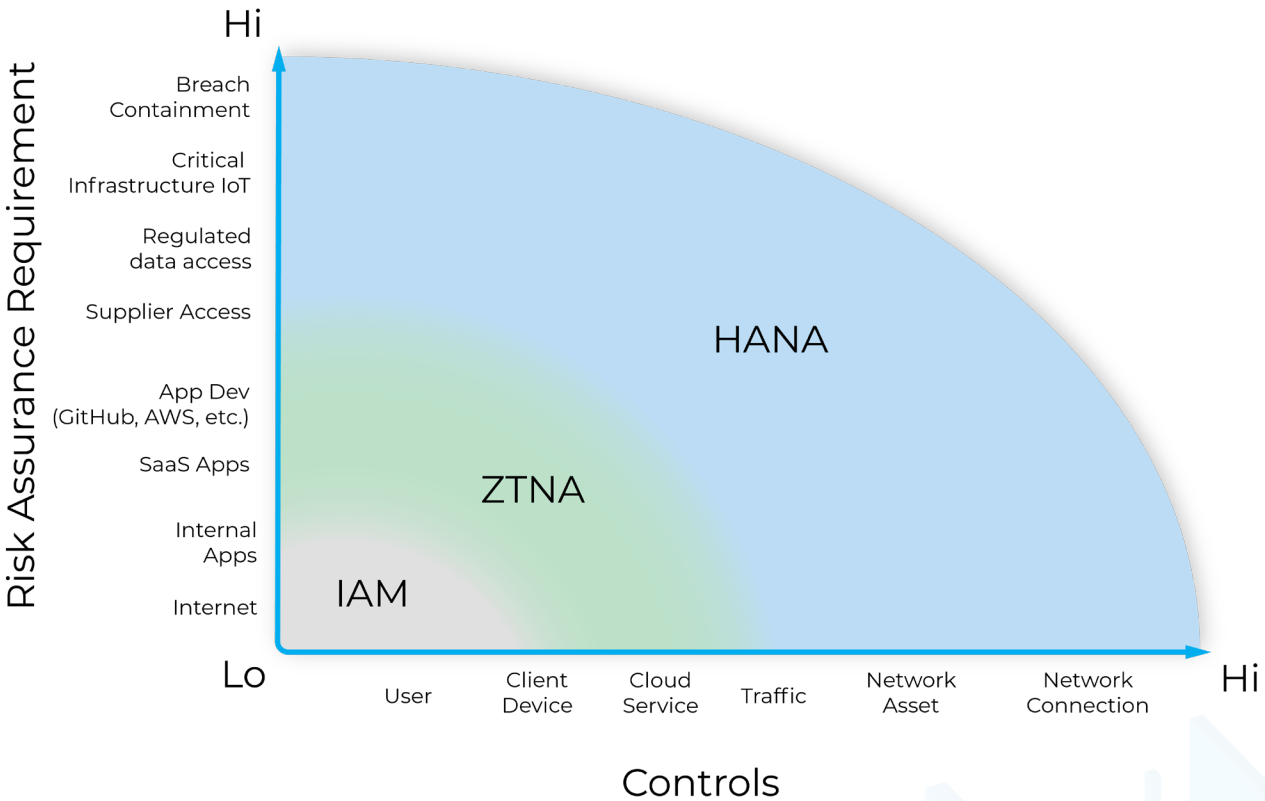 Hi
Risk Assurance Requirement
Breach
Containment
Critical
Infrastructure IoT
Regulated
data access
Supplier Access
App Dev
(GitHub, AWS, etc.)
SaaS Apps
Internal
Apps
Internet
HANA
ZTNA
IAM
Lo
User
Client
Device
Cloud
Service
Traffic
Network
Asset
Network
Connection
Hi
Controls